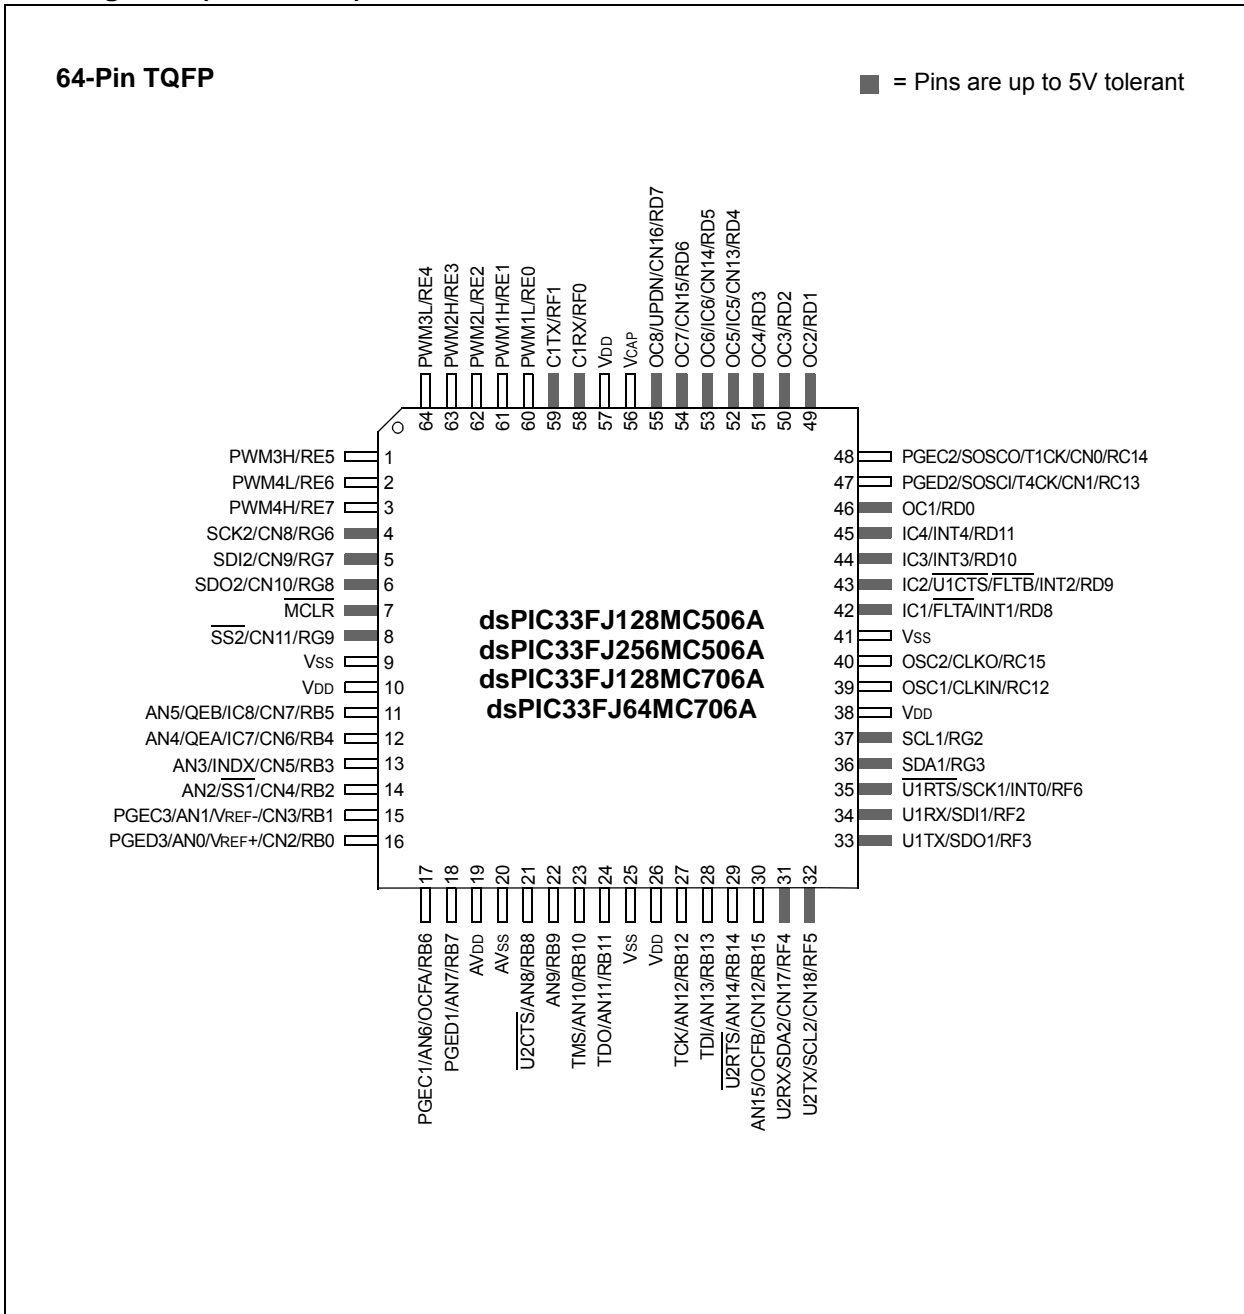 64-Pin TQFP
= Pins are up to 5V tolerant
64 PWM3L/RE4
63 PWM2H/RE3
62 PWM2L/RE2
61 PWM1H/RE1
60 PWM1L/RE0
59 C1TX/RF1
58 C1RX/RF0
57 VDD
56 VCAP
55 OC8/UPDN/CN16/RD7
54 OC7/CN15/RD6
53 OC6/IC6/CN14/RD5
52 OC5/IC5/CN13/RD4
51 OC4/RD3
50 OC3/RD2
49 OC2/RD1
PWM3H/RE5 1
PWM4L/RE6 2
PWM4H/RE7 3
SCK2/CN8/RG6 4
SDI2/CN9/RG7 5
SDO2/CN10/RG8 6
MCLR 7
SS2/CN11/RG9 8
VSS 9
VDD 10
AN5/QEB/IC8/CN7/RB5 11
AN4/QEA/IC7/CN6/RB4 12
AN3/INDX/CN5/RB3 13
AN2/SS1/CN4/RB2 14
PGEC3/AN1/VREF-/CN3/RB1 15
PGED3/AN0/VREF+/CN2/RB0 16
dsPIC33FJ128MC506A
dsPIC33FJ256MC506A
dsPIC33FJ128MC706A
dsPIC33FJ64MC706A
48 PGEC2/SOSCO/T1CK/CN0/RC14
47 PGED2/SOSCI/T4CK/CN1/RC13
46 OC1/RD0
45 IC4/INT4/RD11
44 IC3/INT3/RD10
43 IC2/U1CTS/FLTB/INT2/RD9
42 IC1/FLTA/INT1/RD8
41 VSS
40 OSC2/CLKO/RC15
39 OSC1/CLKIN/RC12
38 VDD
37 SCL1/RG2
36 SDA1/RG3
35 U1RTS/SCK1/INT0/RF6
34 U1RX/SDI1/RF2
33 U1TX/SDO1/RF3
17 PGEC1/AN6/OCFA/RB6
18 PGED1/AN7/RB7
19 AVDD
20 AVSS
21 U2CTS/AN8/RB8
22 AN9/RB9
23 TMS/AN10/RB10
24 TDO/AN11/RB11
25 VSS
26 VDD
27 TCK/AN12/RB12
28 TDI/AN13/RB13
29 U2RTS/AN14/RB14
30 AN15/OCFB/CN12/RB15
31 U2RX/SDA2/CN17/RF4
32 U2TX/SCL2/CN18/RF5